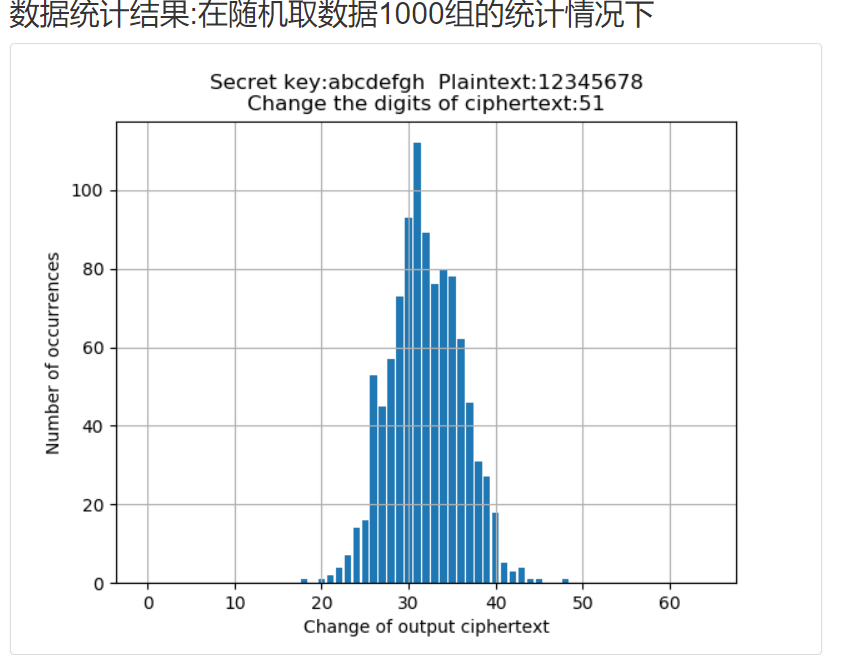 数据统计结果:在随机取数据1000组的统计情况下
Secret key:abcdefgh  Plaintext:12345678
Change the digits of ciphertext:51
100
80
60
40
20
0
Number of occurrences
0 10 20 30 40 50 60
Change of output ciphertext